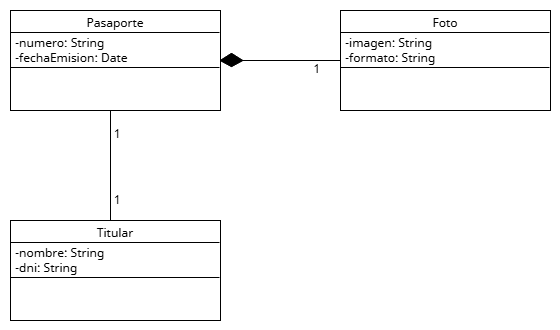 Pasaporte
-numero: String
-fechaEmision: Date
Foto
-imagen: String
-formato: String
1
1
1
Titular
-nombre: String
-dni: String